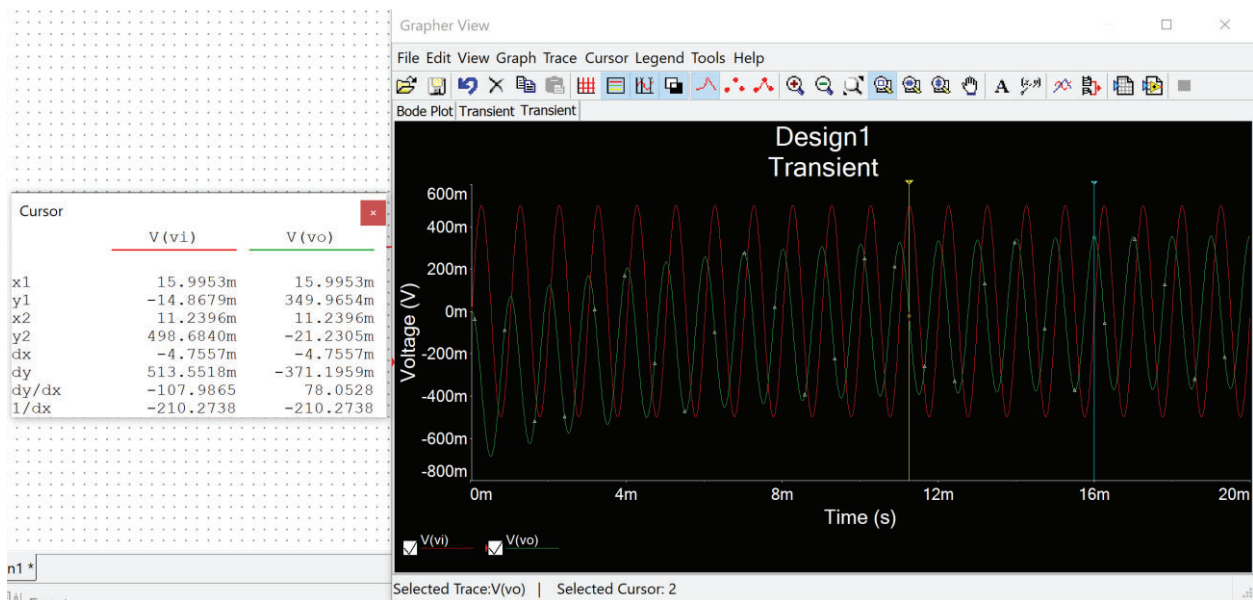 Grapher View
File Edit View Graph Trace Cursor Legend Tools Help
Bode Plot Transient Transient
Design1
Transient
Cursor
V(vi) V(vo)
x1 15.9953m 15.9953m
y1 -14.8679m 349.9654m
x2 11.2396m 11.2396m
y2 498.6840m -21.2305m
dx -4.7557m -4.7557m
dy 513.5518m -371.1959m
dy/dx -107.9865 78.0528
1/dx -210.2738 -210.2738
Voltage (V)
600m
400m
200m
0m
-200m
-400m
-600m
-800m
0m 4m 8m 12m 16m 20m
Time (s)
V(vi) V(vo)
n1 *
Selected Trace:V(vo) | Selected Cursor: 2